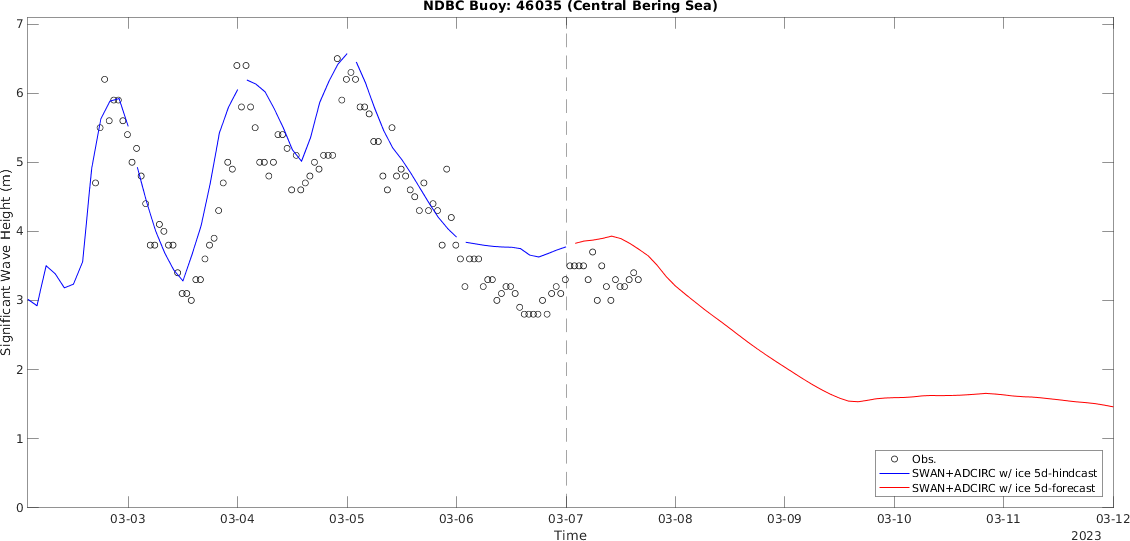 NDBC Buoy: 46035 (Central Bering Sea)
7
6
5
4
3
2
1
0
Significant Wave Height (m)
Obs.
SWAN+ADCIRC w/ ice 5d-hindcast
SWAN+ADCIRC w/ ice 5d-forecast
03-03 03-04 03-05 03-06 03-07 03-08 03-09 03-10 03-11 03-12
Time
2023